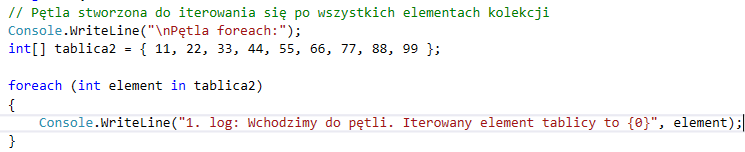 // Pętla stworzona do iterowania się po wszystkich elementach kolekcji
Console.WriteLine("\nPętla foreach:");
int[] tablica2 = { 11, 22, 33, 44, 55, 66, 77, 88, 99 };
foreach (int element in tablica2)
{
Console.WriteLine("1. log: Wchodzimy do pętli. Iterowany element tablicy to {0}", element);
}